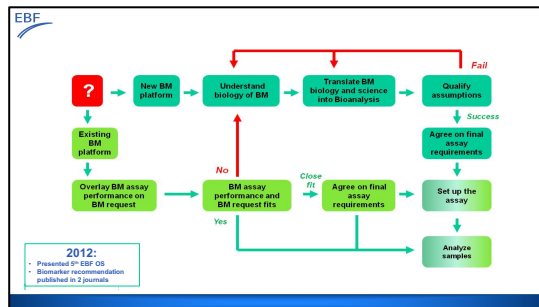 EBF
Fail
?
New BM
platform
Understand
biology of BM
Translate BM
biology and science
into Bioanalysis
Qualify
assumptions
Success
Existing
BM
platform
Agree on final
assay
requirements
No
Close
fit
Overlay BM assay
performance on
BM request
BM assay
performance and
BM request fits
Agree on final
assay
requirements
Set up the
assay
Yes
Analyze
samples
2012:
• Presented 5th EBF OS
• Biomarker recommendation
published in 2 journals